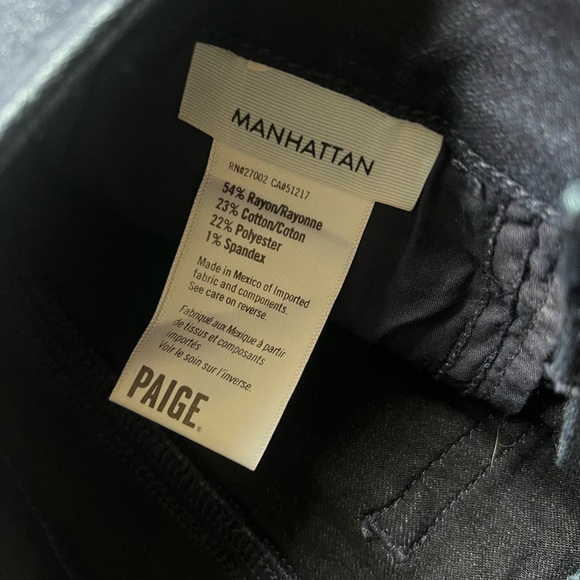 MANHATTAN
RN#27002 CA#51217
54% Rayon/Rayonne
23% Cotton/Coton
22% Polyester
1% Spandex
Made in Mexico of Imported
fabric and components.
See care on reverse.
Fabriqué aux Mexique à partir
de tissus et composants
importés
Voir le soin sur l'inverse.
PAIGE®